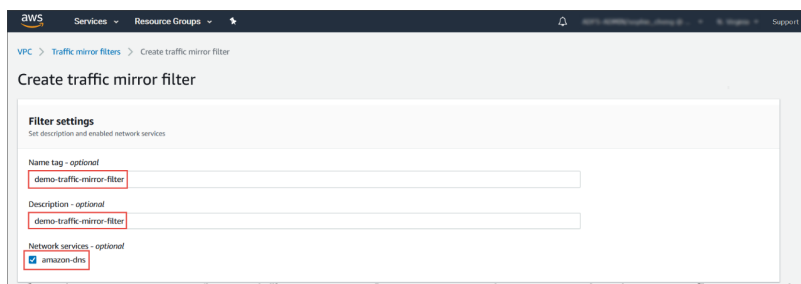 aws Services Resource Groups Support
VPC > Traffic mirror filters > Create traffic mirror filter
Create traffic mirror filter
Filter settings
Set description and enabled network services
Name tag - optional
demo-traffic-mirror-filter
Description - optional
demo-traffic-mirror-filter
Network services - optional
amazon-dns